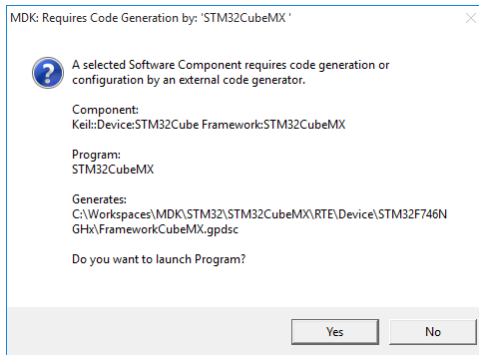 MDK: Requires Code Generation by: 'STM32CubeMX '
A selected Software Component requires code generation or
configuration by an external code generator.
Component:
Keil::Device:STM32Cube Framework:STM32CubeMX
Program:
STM32CubeMX
Generates:
C:\Workspaces\MDK\STM32\STM32CubeMX\RTE\Device\STM32F746N
GHx\FrameworkCubeMX.gpdsc
Do you want to launch Program?
Yes
No